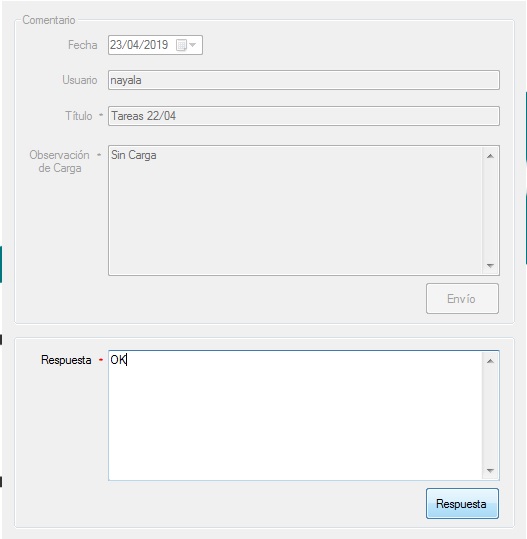 Comentario
Fecha 23/04/2019
Usuario nayala
Título * Tareas 22/04
Observación * Sin Carga
de Carga
Envío
Respuesta * OK
Respuesta